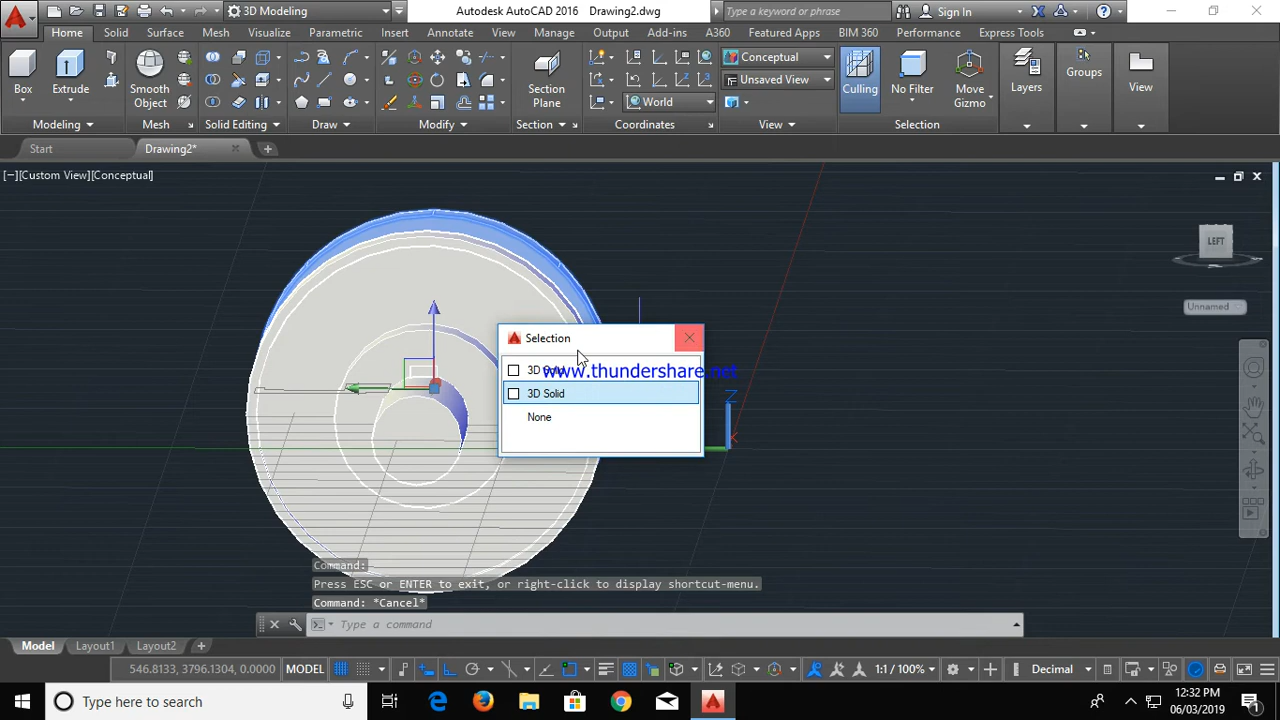 3D Modeling
Autodesk AutoCAD 2016 Drawing2.dwg
Type a keyword or phrase
Sign In
Home Solid Surface Mesh Visualize Parametric Insert Annotate View Manage Output Add-ins A360 Featured Apps BIM 360 Performance Express Tools
Box
Extrude
Smooth Object
Section Plane
Conceptual
Unsaved View
World
Culling
No Filter
Move Gizmo
Layers
Groups
View
Modeling
Mesh
Solid Editing
Draw
Modify
Section
Coordinates
View
Selection
Start
Drawing2*
[−][Custom View][Conceptual]
LEFT
Unnamed
Selection
3D Solid
www.thundershare.net
3D Solid
None
Z
X
Command:
Press ESC or ENTER to exit, or right-click to display shortcut-menu.
Command: *Cancel*
Type a command
Model Layout1 Layout2
546.8133, 3796.1304, 0.0000
MODEL
1:1 / 100%
Decimal
Type here to search
12:32 PM
06/03/2019